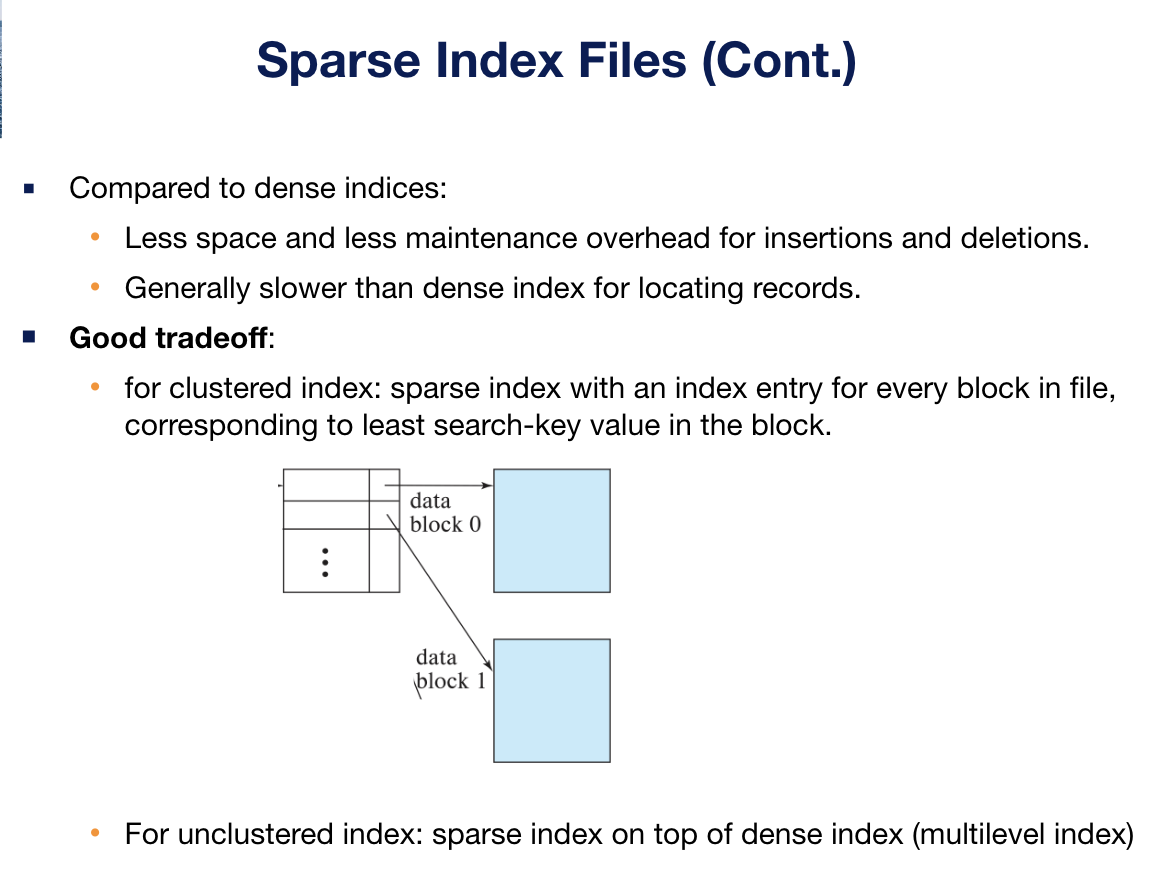 Sparse Index Files (Cont.)
▪ Compared to dense indices:
• Less space and less maintenance overhead for insertions and deletions.
• Generally slower than dense index for locating records.
▪ Good tradeoff:
• for clustered index: sparse index with an index entry for every block in file,
corresponding to least search-key value in the block.
data
block 0
data
block 1
• For unclustered index: sparse index on top of dense index (multilevel index)